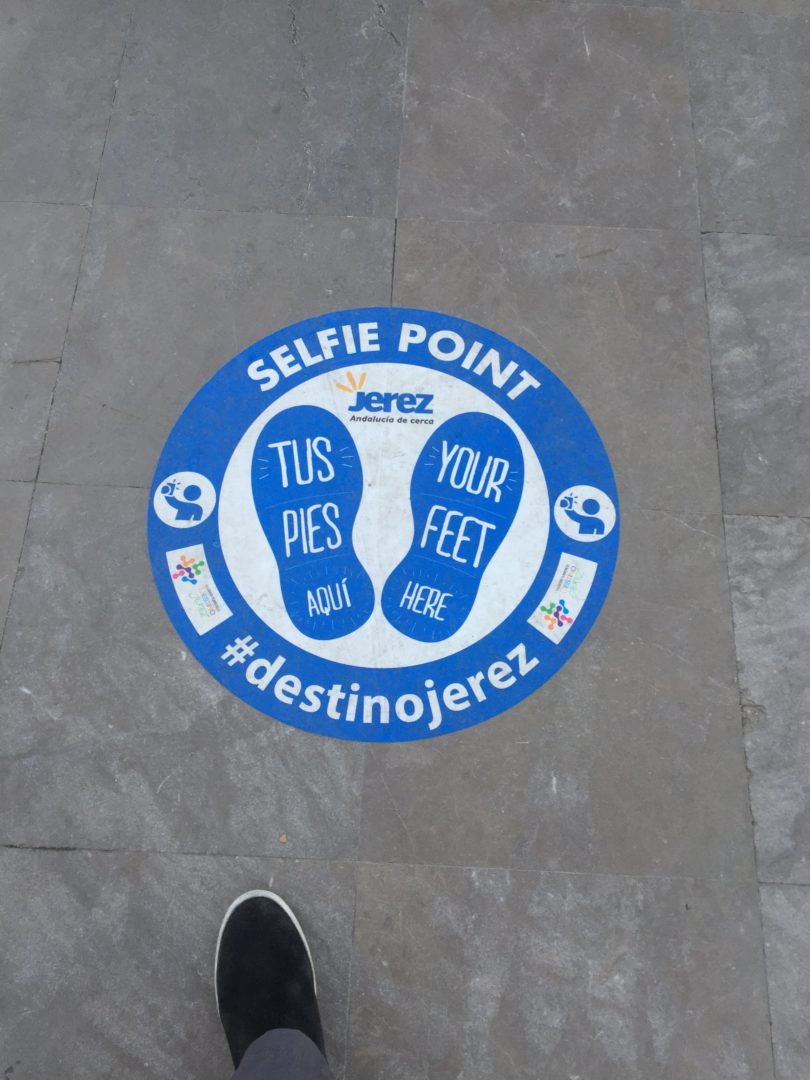 SELFIE POINT
Jerez
Andalucía de cerca
TUS
PIES
AQUÍ
YOUR
FEET
HERE
#destinojerez